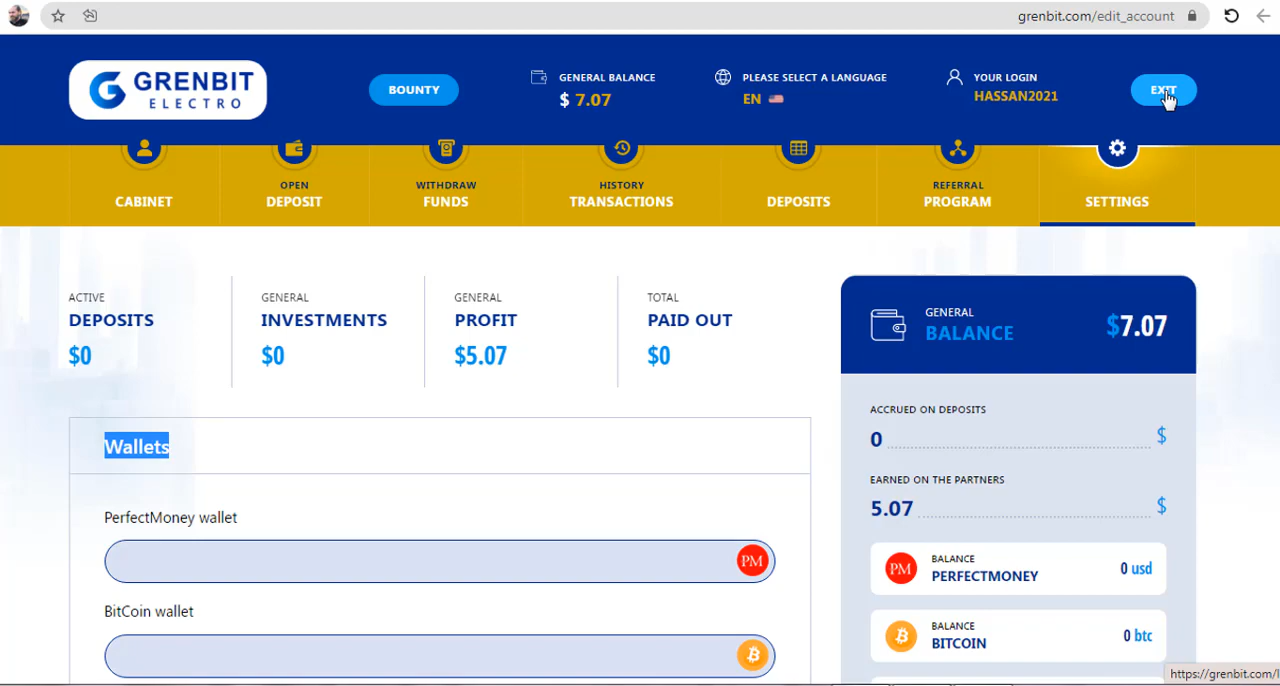 grenbit.com/edit_account
GRENBIT
ELECTRO
BOUNTY
GENERAL BALANCE
$ 7.07
PLEASE SELECT A LANGUAGE
EN
YOUR LOGIN
HASSAN2021
EXIT
CABINET
OPEN
DEPOSIT
WITHDRAW
FUNDS
HISTORY
TRANSACTIONS
DEPOSITS
REFERRAL
PROGRAM
SETTINGS
ACTIVE
DEPOSITS
$0
GENERAL
INVESTMENTS
$0
GENERAL
PROFIT
$5.07
TOTAL
PAID OUT
$0
GENERAL
BALANCE
$7.07
Wallets
PerfectMoney wallet
PM
BitCoin wallet
ACCRUED ON DEPOSITS
0 $
EARNED ON THE PARTNERS
5.07 $
PM
BALANCE
PERFECTMONEY
0 usd
BALANCE
BITCOIN
0 btc
https://grenbit.com/l